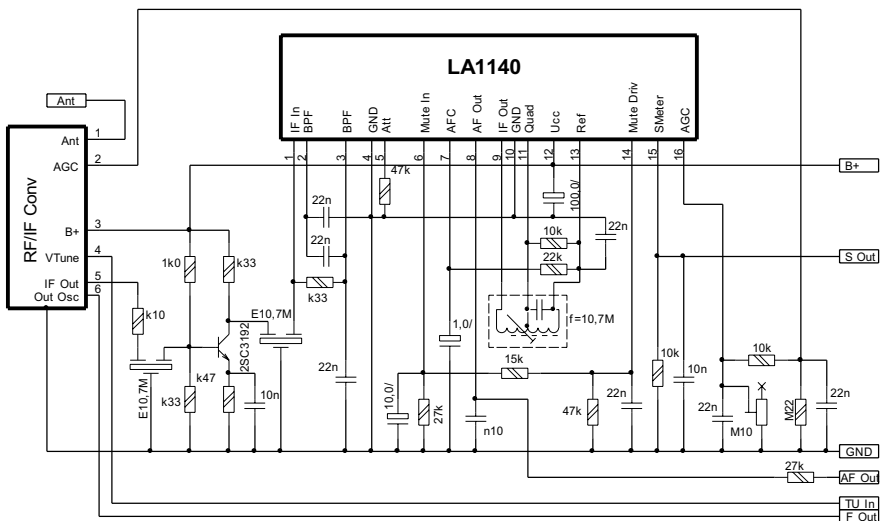 LA1140
IF In
BPF
BPF
GND
Att
Mute In
AFC
AF Out
IF Out
GND
Quad
Ucc
Ref
Mute Driv
SMeter
AGC
1
2
3
4
5
6
7
8
9
10
11
12
13
14
15
16
Ant
RF/IF Conv
Ant
1
AGC
2
B+
3
VTune
4
IF Out
5
Out Osc
6
47k
22n
22n
k33
100,0/
10k
22k
22n
1k0
k33
k10
E10,7M
2SC3192
E10,7M
k33
k47
10n
22n
1,0/
f=10,7M
15k
10,0/
27k
n10
47k
22n
10k
10n
22n
M10
10k
M22
22n
27k
B+
S Out
GND
AF Out
TU In
F Out